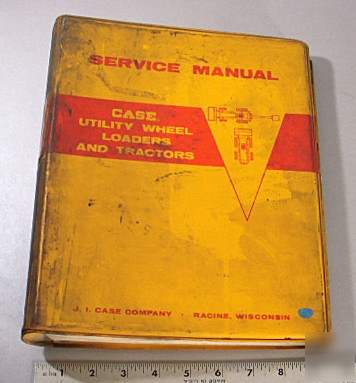 SERVICE MANUAL
CASE.
UTILITY WHEEL
LOADERS
AND TRACTORS
J. I. CASE COMPANY · RACINE, WISCONSIN
1 2 3 4 5 6 7 8